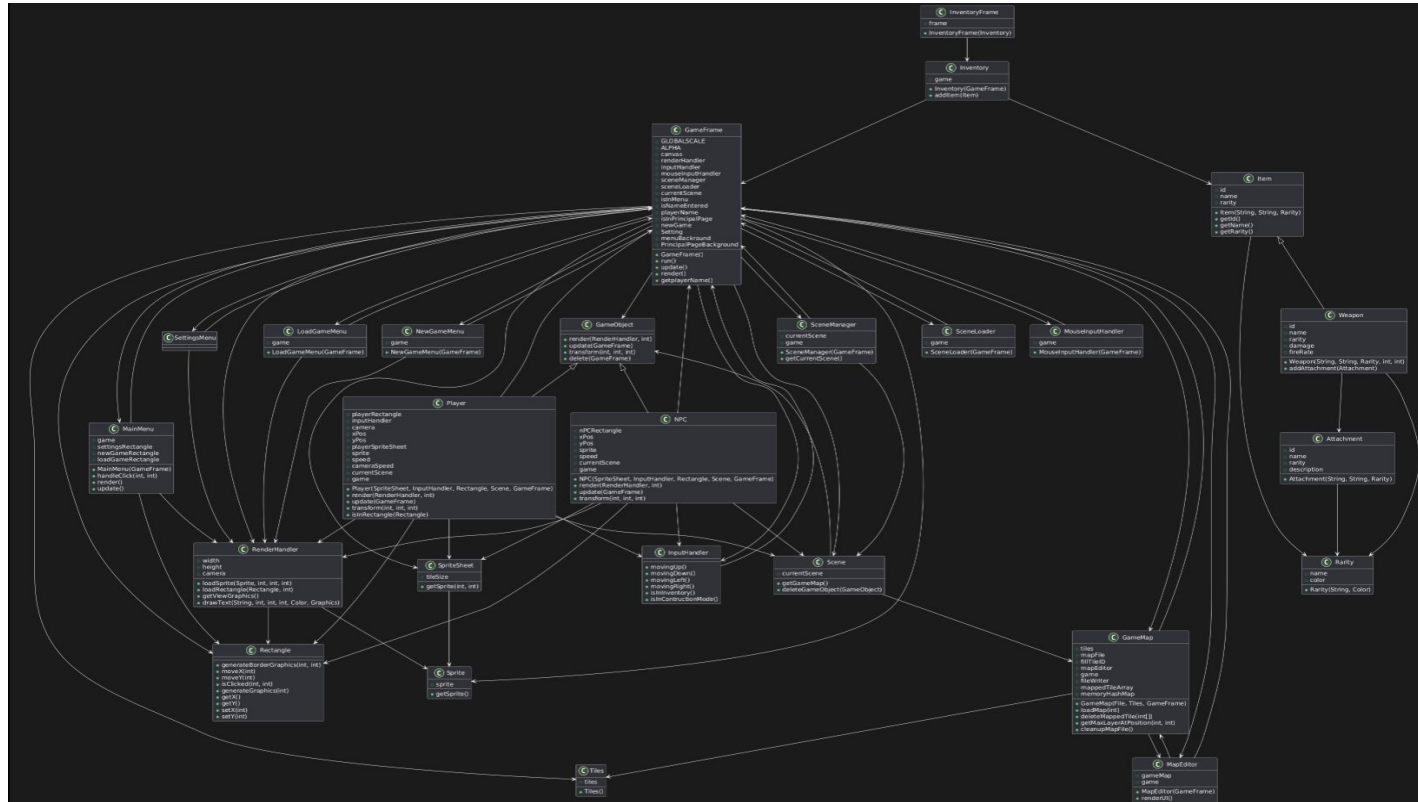 C InventoryFrame
frame
InventoryFrame(Inventory)
C Inventory
game
Inventory(GameFrame)
addItem(Item)
C GameFrame
GLOBALSCALE
ALPHA
canvas
renderHandler
inputHandler
mouseInputHandler
sceneManager
sceneLoader
currentScene
isInMenu
isNameEntered
playerName
isInPrincipalPage
newGame
Setting
menuBackround
PrincipalPageBackground
GameFrame()
run()
update()
render()
getplayerName()
C Item
id
name
rarity
Item(String, String, Rarity)
getId()
getName()
getRarity()
C SettingsMenu
C LoadGameMenu
game
LoadGameMenu(GameFrame)
C NewGameMenu
game
NewGameMenu(GameFrame)
C GameObject
render(RenderHandler, int)
update(GameFrame)
transform(int, int, int)
delete(GameFrame)
C SceneManager
currentScene
game
SceneManager(GameFrame)
getCurrentScene()
C SceneLoader
game
SceneLoader(GameFrame)
C MouseInputHandler
game
MouseInputHandler(GameFrame)
C Weapon
id
name
rarity
damage
fireRate
Weapon(String, String, Rarity, int, int)
addAttachment(Attachment)
C MainMenu
game
settingsRectangle
newGameRectangle
loadGameRectangle
MainMenu(GameFrame)
handleClick(int, int)
render()
update()
C Player
playerRectangle
inputHandler
camera
xPos
yPos
playerSpriteSheet
sprite
speed
cameraSpeed
currentScene
game
Player(SpriteSheet, InputHandler, Rectangle, Scene, GameFrame)
render(RenderHandler, int)
update(GameFrame)
transform(int, int, int)
isInRectangle(Rectangle)
C NPC
nPCRectangle
xPos
yPos
sprite
speed
currentScene
game
NPC(SpriteSheet, InputHandler, Rectangle, Scene, GameFrame)
render(RenderHandler, int)
update(GameFrame)
transform(int, int, int)
C Attachment
id
name
rarity
description
Attachment(String, String, Rarity)
C RenderHandler
width
height
camera
loadSprite(Sprite, int, int, int)
loadRectangle(Rectangle, int)
getViewGraphics()
drawText(String, int, int, int, Color, Graphics)
C SpriteSheet
tileSize
getSprite(int, int)
C InputHandler
movingUp()
movingDown()
movingLeft()
movingRight()
isInInventory()
isInContructionMode()
C Scene
currentScene
getGameMap()
deleteGameObject(GameObject)
C Rarity
name
color
Rarity(String, Color)
C Rectangle
generateBorderGraphics(int, int)
moveX(int)
moveY(int)
isClicked(int, int)
generateGraphics(int)
getX()
getY()
setX(int)
setY(int)
C Sprite
sprite
getSprite()
C GameMap
tiles
mapFile
fillTileID
mapEditor
game
fileWriter
mappedTileArray
memoryHashMap
GameMap(File, Tiles, GameFrame)
loadMap(int)
deleteMappedTile(int[])
getMaxLayerAtPosition(int, int)
cleanupMapFile()
C Tiles
tiles
Tiles()
C MapEditor
gameMap
game
MapEditor(GameFrame)
renderUI()